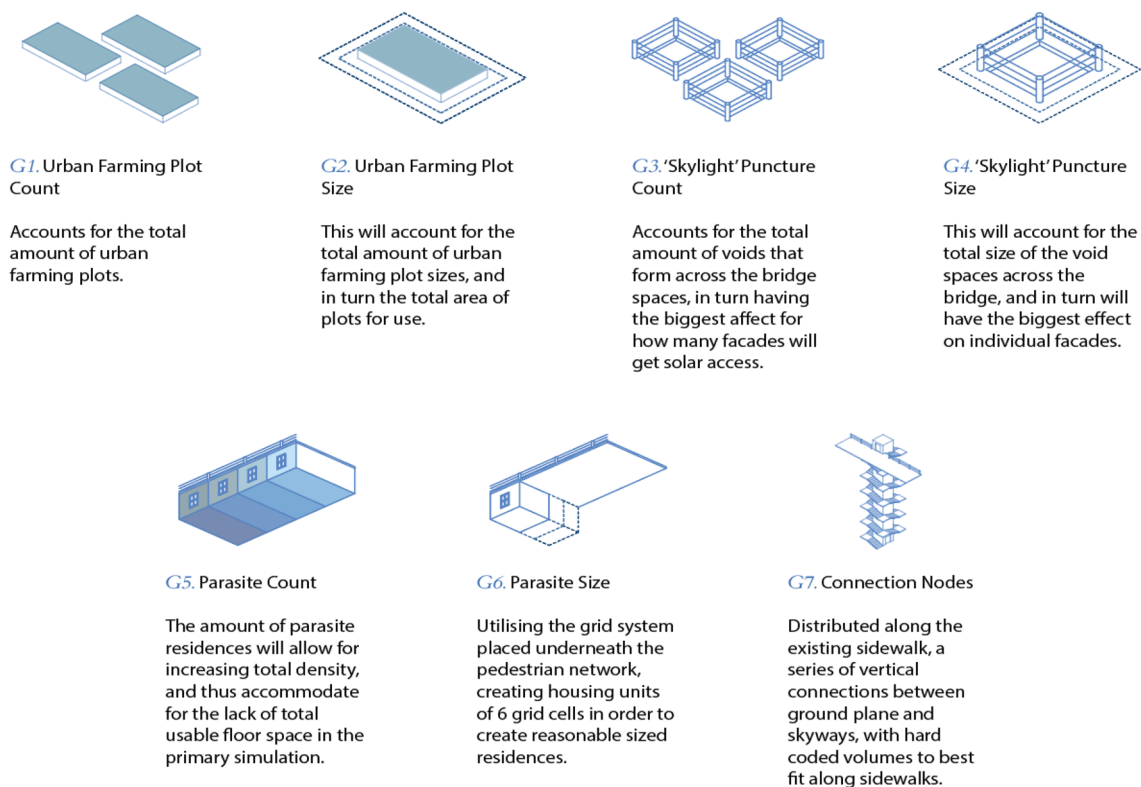 G1. Urban Farming Plot
Count
Accounts for the total
amount of urban
farming plots.
G2. Urban Farming Plot
Size
This will account for the
total amount of urban
farming plot sizes, and
in turn the total area of
plots for use.
G3. ‘Skylight’ Puncture
Count
Accounts for the total
amount of voids that
form across the bridge
spaces, in turn having
the biggest affect for
how many facades will
get solar access.
G4. ‘Skylight’ Puncture
Size
This will account for the
total size of the void
spaces across the
bridge, and in turn will
have the biggest effect
on individual facades.
G5. Parasite Count
The amount of parasite
residences will allow for
increasing total density,
and thus accommodate
for the lack of total
usable floor space in the
primary simulation.
G6. Parasite Size
Utilising the grid system
placed underneath the
pedestrian network,
creating housing units
of 6 grid cells in order to
create reasonable sized
residences.
G7. Connection Nodes
Distributed along the
existing sidewalk, a
series of vertical
connections between
ground plane and
skyways, with hard
coded volumes to best
fit along sidewalks.